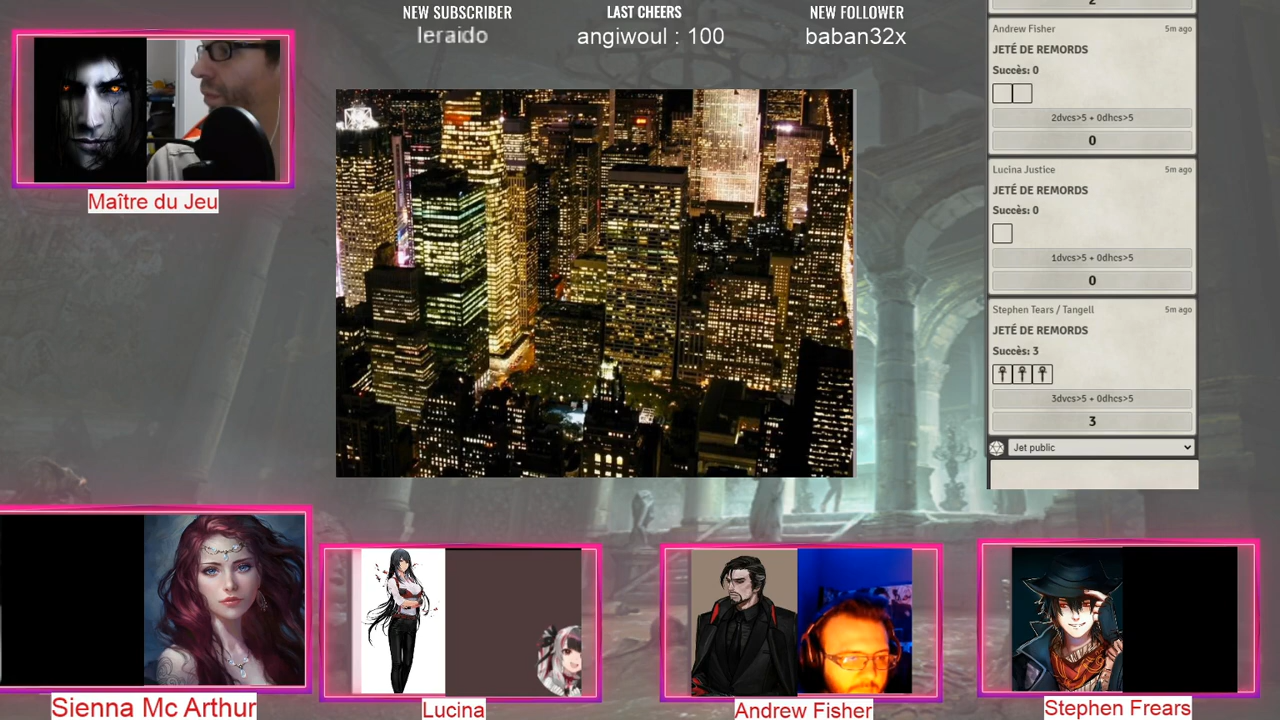 NEW SUBSCRIBER
leraido
LAST CHEERS
angiwoul : 100
NEW FOLLOWER
baban32x
Maître du Jeu
2
Andrew Fisher
5m ago
JETÉ DE REMORDS
Succès: 0
2dvcs>5 + 0dhcs>5
0
Lucina Justice
5m ago
JETÉ DE REMORDS
Succès: 0
1dvcs>5 + 0dhcs>5
0
Stephen Tears / Tangell
5m ago
JETÉ DE REMORDS
Succès: 3
3dvcs>5 + 0dhcs>5
3
Jet public
Sienna Mc Arthur
Lucina
Andrew Fisher
Stephen Frears